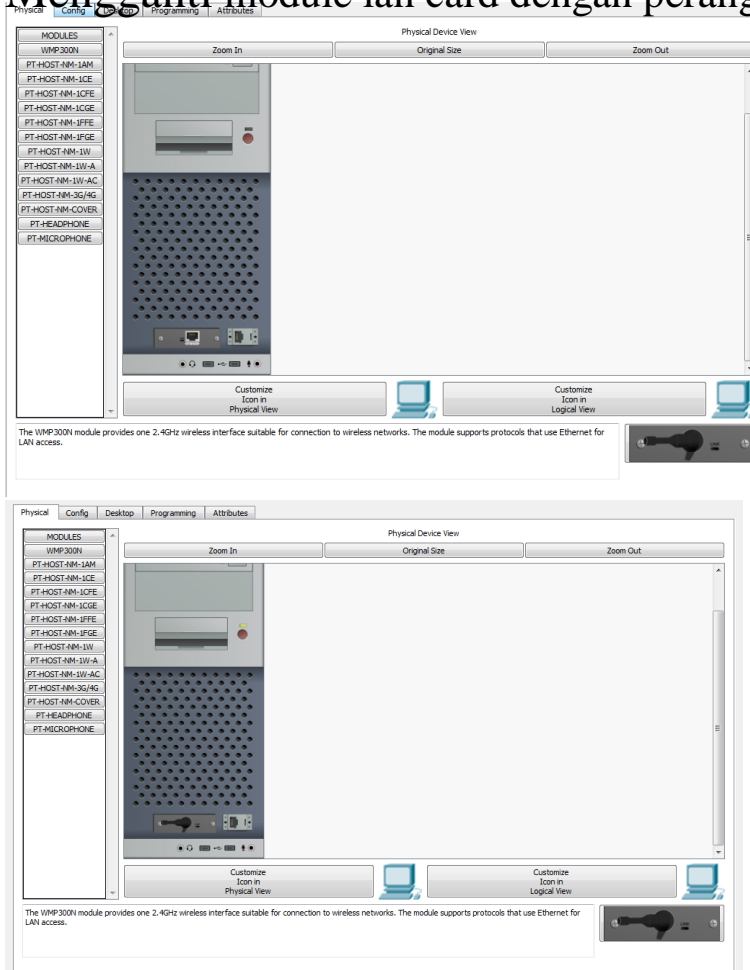 Mengganti module lan card dengan perang
Physical Config Desktop Programming Attributes
MODULES
WMP300N
PT-HOST-NM-1AM
PT-HOST-NM-1CE
PT-HOST-NM-1CFE
PT-HOST-NM-1CGE
PT-HOST-NM-1FFE
PT-HOST-NM-1FGE
PT-HOST-NM-1W
PT-HOST-NM-1W-A
PT-HOST-NM-1W-AC
PT-HOST-NM-3G/4G
PT-HOST-NM-COVER
PT-HEADPHONE
PT-MICROPHONE
Physical Device View
Zoom In Original Size Zoom Out
Customize
Icon in
Physical View
Customize
Icon in
Logical View
The WMP300N module provides one 2.4GHz wireless interface suitable for connection to wireless networks. The module supports protocols that use Ethernet for
LAN access.
Physical Config Desktop Programming Attributes
MODULES
WMP300N
PT-HOST-NM-1AM
PT-HOST-NM-1CE
PT-HOST-NM-1CFE
PT-HOST-NM-1CGE
PT-HOST-NM-1FFE
PT-HOST-NM-1FGE
PT-HOST-NM-1W
PT-HOST-NM-1W-A
PT-HOST-NM-1W-AC
PT-HOST-NM-3G/4G
PT-HOST-NM-COVER
PT-HEADPHONE
PT-MICROPHONE
Physical Device View
Zoom In Original Size Zoom Out
Customize
Icon in
Physical View
Customize
Icon in
Logical View
The WMP300N module provides one 2.4GHz wireless interface suitable for connection to wireless networks. The module supports protocols that use Ethernet for
LAN access.